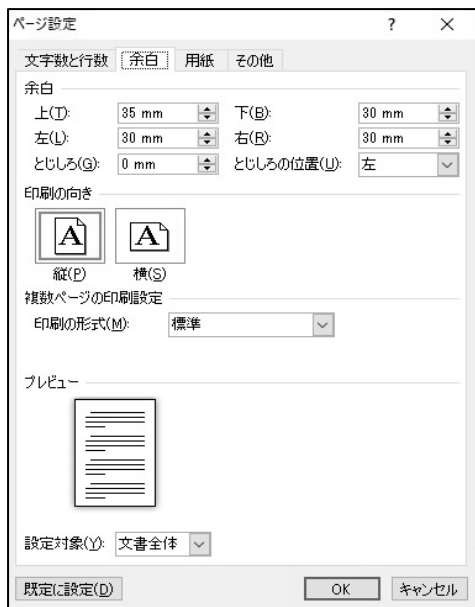 ページ設定 ? ×
文字数と行数 余白 用紙 その他
余白
上(T): 35 mm 下(B): 30 mm
左(L): 30 mm 右(R): 30 mm
とじしろ(G): 0 mm とじしろの位置(U): 左
印刷の向き
A A
縦(P) 横(S)
複数ページの印刷設定
印刷の形式(M): 標準
プレビュー
設定対象(Y): 文書全体
既定に設定(D) OK キャンセル